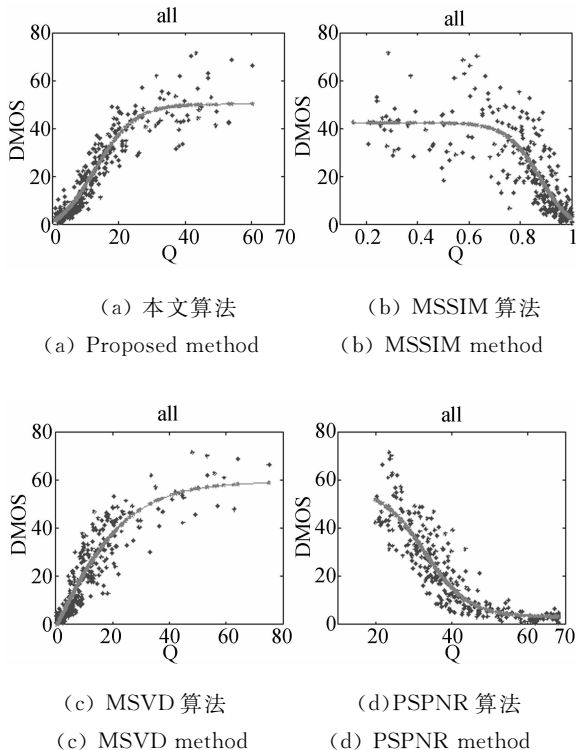 all
80
60
40
20
0
DMOS
0 20 40 60 70
Q
(a) 本文算法
(a) Proposed method
all
80
60
40
20
0
DMOS
0.2 0.4 0.6 0.8 1
Q
(b) MSSIM 算法
(b) MSSIM method
all
80
60
40
20
0
DMOS
0 20 40 60 80
Q
(c) MSVD 算法
(c) MSVD method
all
80
60
40
20
0
DMOS
20 40 60 70
Q
(d)PSPNR 算法
(d) PSPNR method